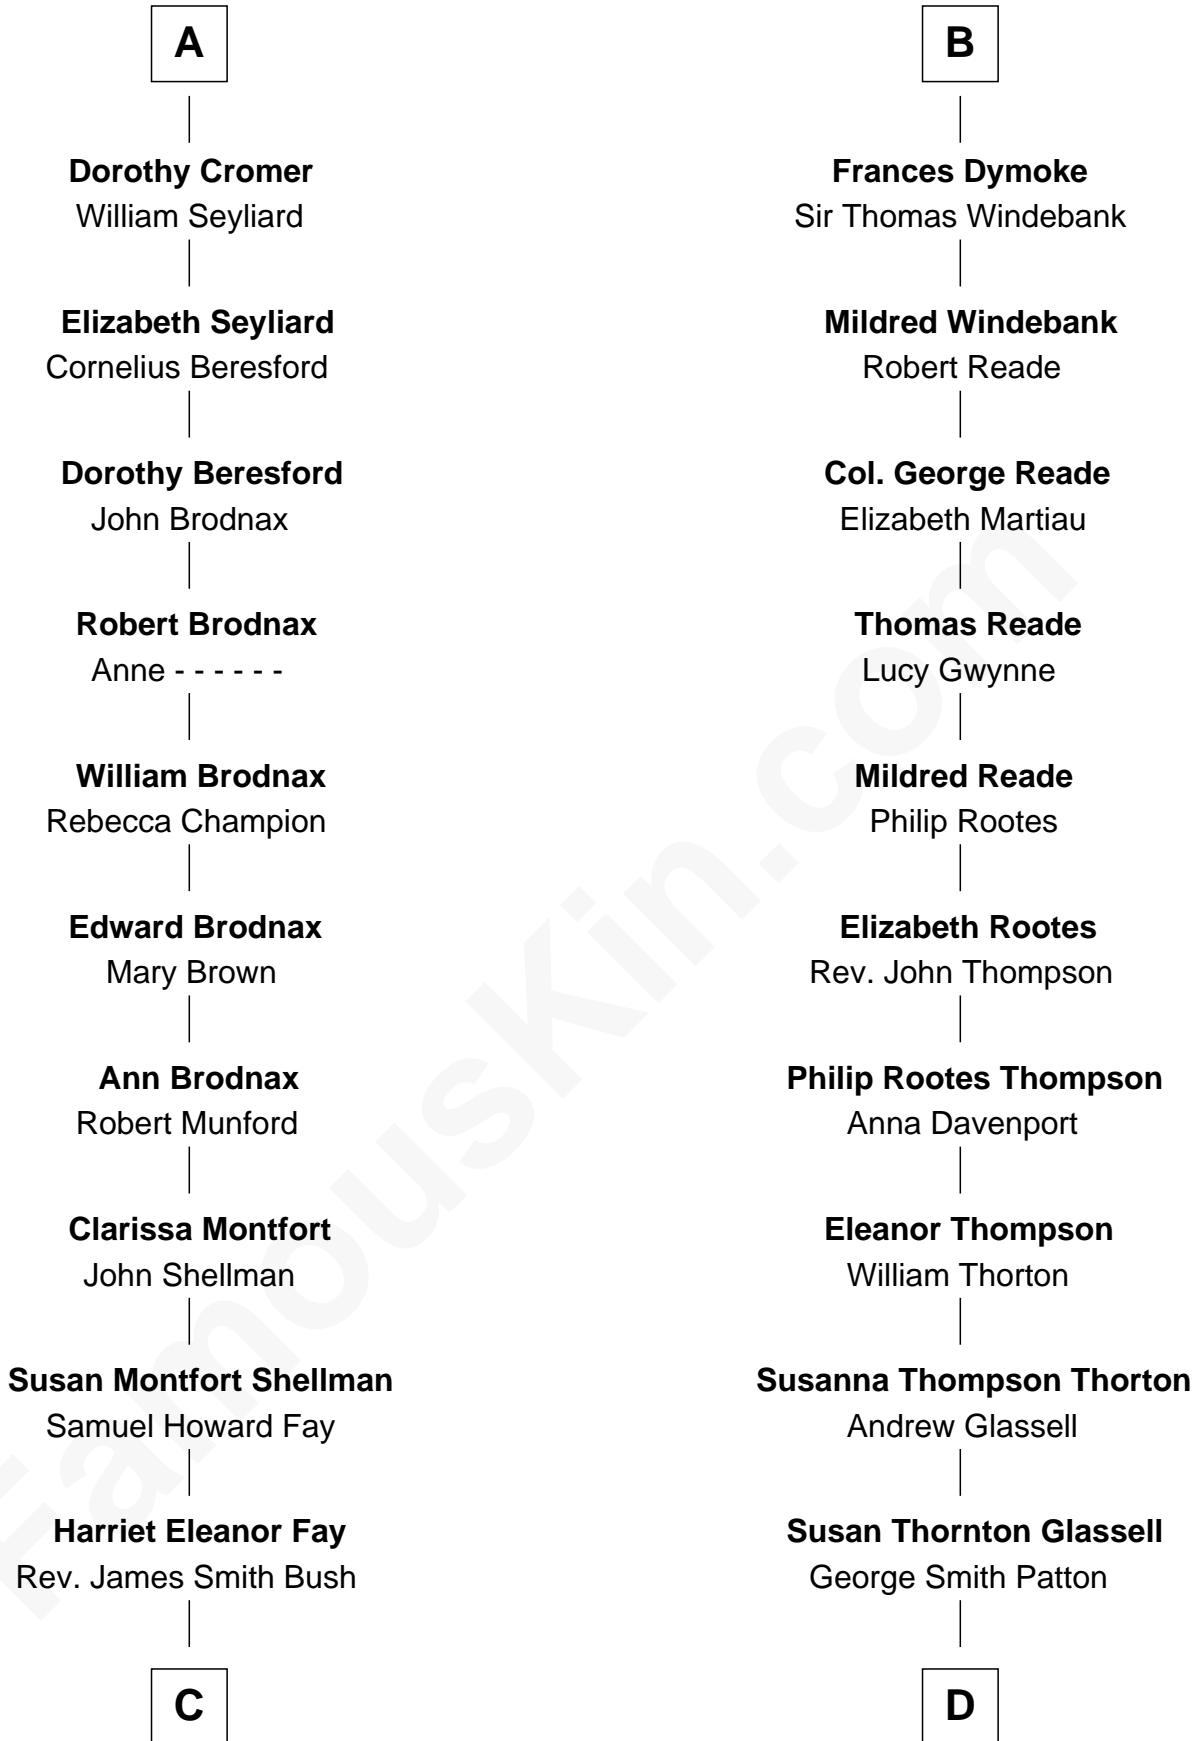 A
Dorothy Cromer
William Seyliard
Elizabeth Seyliard
Cornelius Beresford
Dorothy Beresford
John Brodnax
Robert Brodnax
Anne - - - - - -
William Brodnax
Rebecca Champion
Edward Brodnax
Mary Brown
Ann Brodnax
Robert Munford
Clarissa Montfort
John Shellman
Susan Montfort Shellman
Samuel Howard Fay
Harriet Eleanor Fay
Rev. James Smith Bush
C
B
Frances Dymoke
Sir Thomas Windebank
Mildred Windebank
Robert Reade
Col. George Reade
Elizabeth Martiau
Thomas Reade
Lucy Gwynne
Mildred Reade
Philip Rootes
Elizabeth Rootes
Rev. John Thompson
Philip Rootes Thompson
Anna Davenport
Eleanor Thompson
William Thorton
Susanna Thompson Thorton
Andrew Glassell
Susan Thornton Glassell
George Smith Patton
D
FamousKin.com